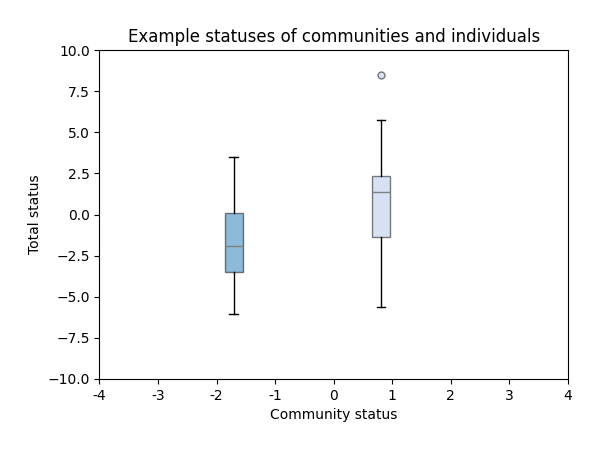 Example statuses of communities and individuals
10.0
7.5
5.0
2.5
0.0
−2.5
−5.0
−7.5
−10.0
Total status
-4 -3 -2 -1 0 1 2 3 4
Community status